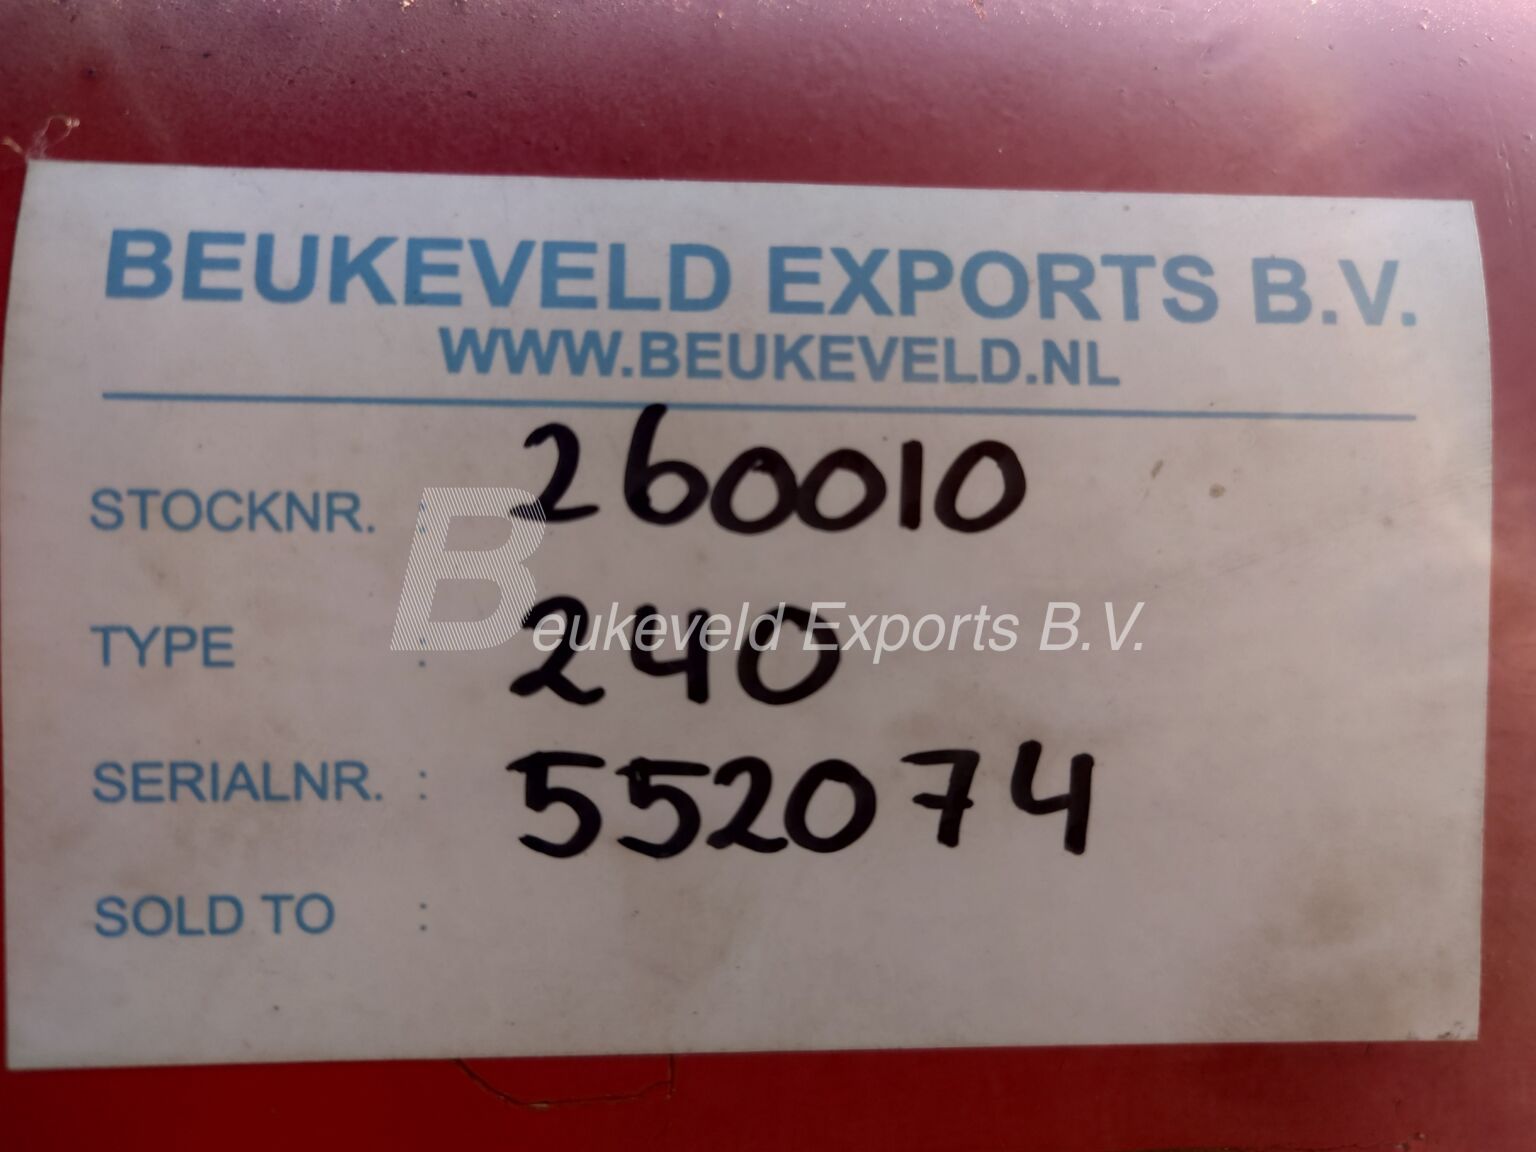 BEUKEVELD EXPORTS B.V.
WWW.BEUKEVELD.NL
STOCKNR. : 260010
Beukeveld Exports B.V.
TYPE : 240
SERIALNR. : 552074
SOLD TO :